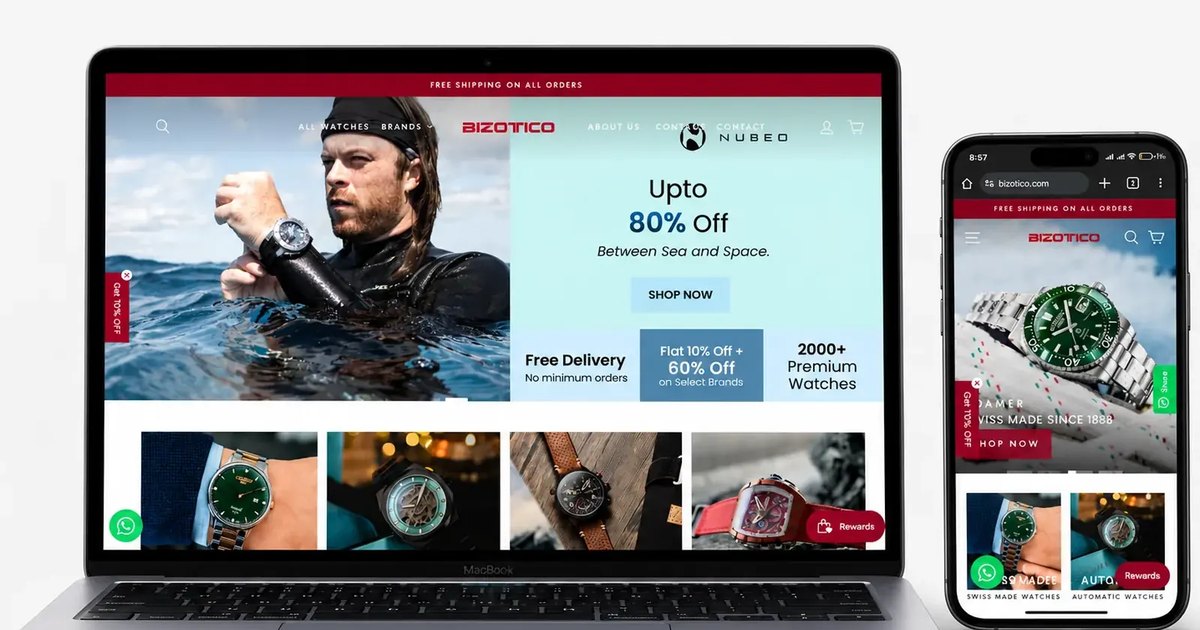 FREE SHIPPING ON ALL ORDERS
ALL WATCHES BRANDS BIZOTTICO ABOUT US CONTACT
NUBEO
Upto
80% Off
Between Sea and Space.
SHOP NOW
Get 10% OFF
Free Delivery
No minimum orders
Flat 10% Off +
60% Off
on Select Brands
2000+
Premium
Watches
Rewards
MacBook
8:57
bizotico.com
2
FREE SHIPPING ON ALL ORDERS
BIZOTICO
Share
Get 10% OFF
SWISS MADE SINCE 1888
HOP NOW
AUTO
Rewards
SWISS MADE WATCHES
AUTOMATIC WATCHES